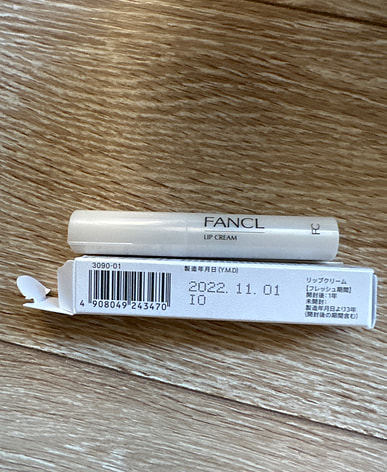 FANCL
LIP CREAM
FC
3090-01
4 908049 243470
製造年月日(Y.M.D)
2022. 11. 01
IO
リップクリーム
【フレッシュ期間】
開封後:1年
未開封:
製造年月日より3年
(開封後の期間含む)